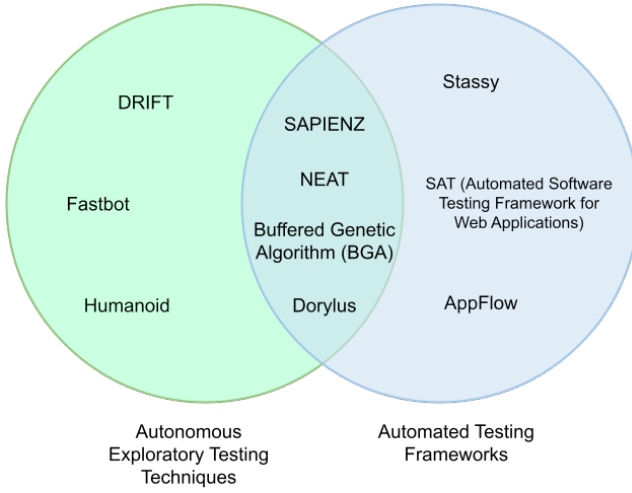 DRIFT
Fastbot
Humanoid
SAPIENZ
NEAT
Buffered Genetic
Algorithm (BGA)
Dorylus
Stassy
SAT (Automated Software
Testing Framework for
Web Applications)
AppFlow
Autonomous
Exploratory Testing
Techniques
Automated Testing
Frameworks